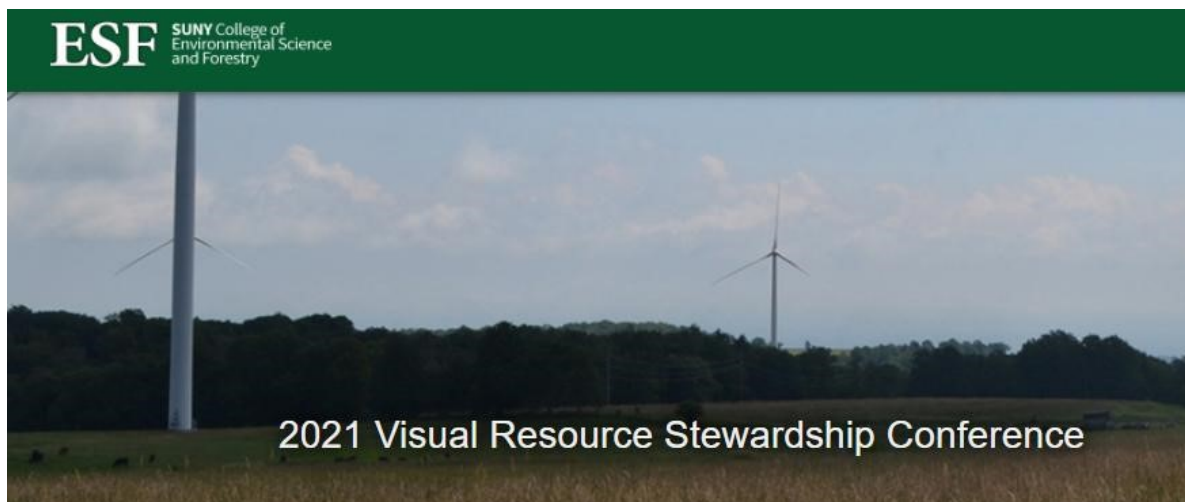 ESF
SUNY College of
Environmental Science
and Forestry
2021 Visual Resource Stewardship Conference